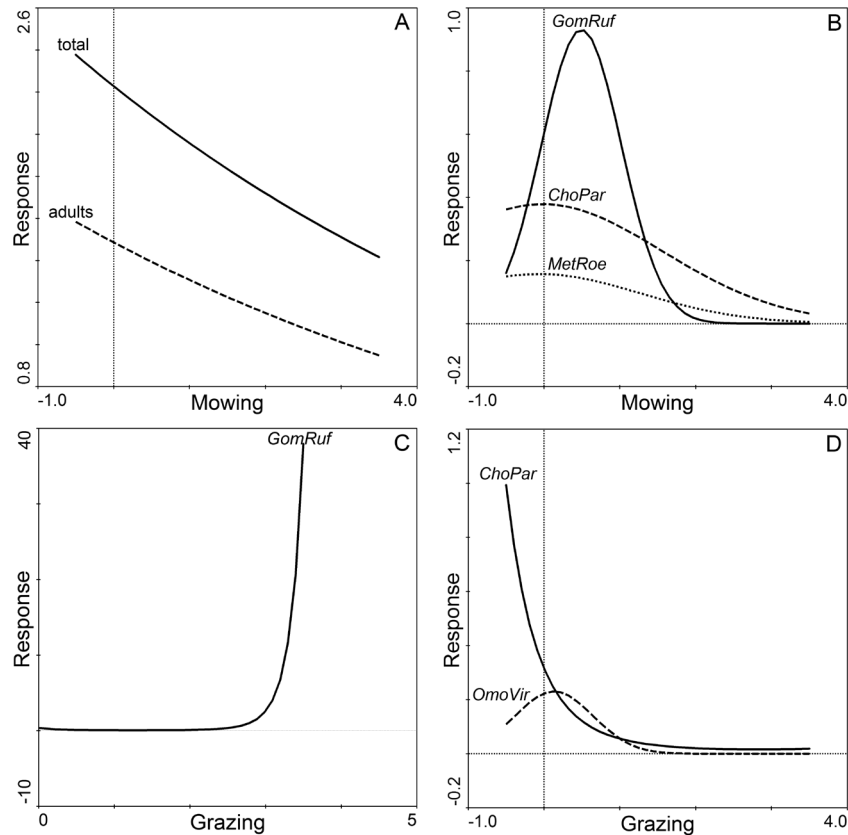 A
2.6
total
adults
Response
0.8
-1.0
Mowing
4.0
B
1.0
GomRuf
ChoPar
MetRoe
Response
-0.2
-1.0
Mowing
4.0
C
40
GomRuf
Response
-10
0
Grazing
5
D
1.2
ChoPar
OmoVir
Response
-0.2
-1.0
Grazing
4.0